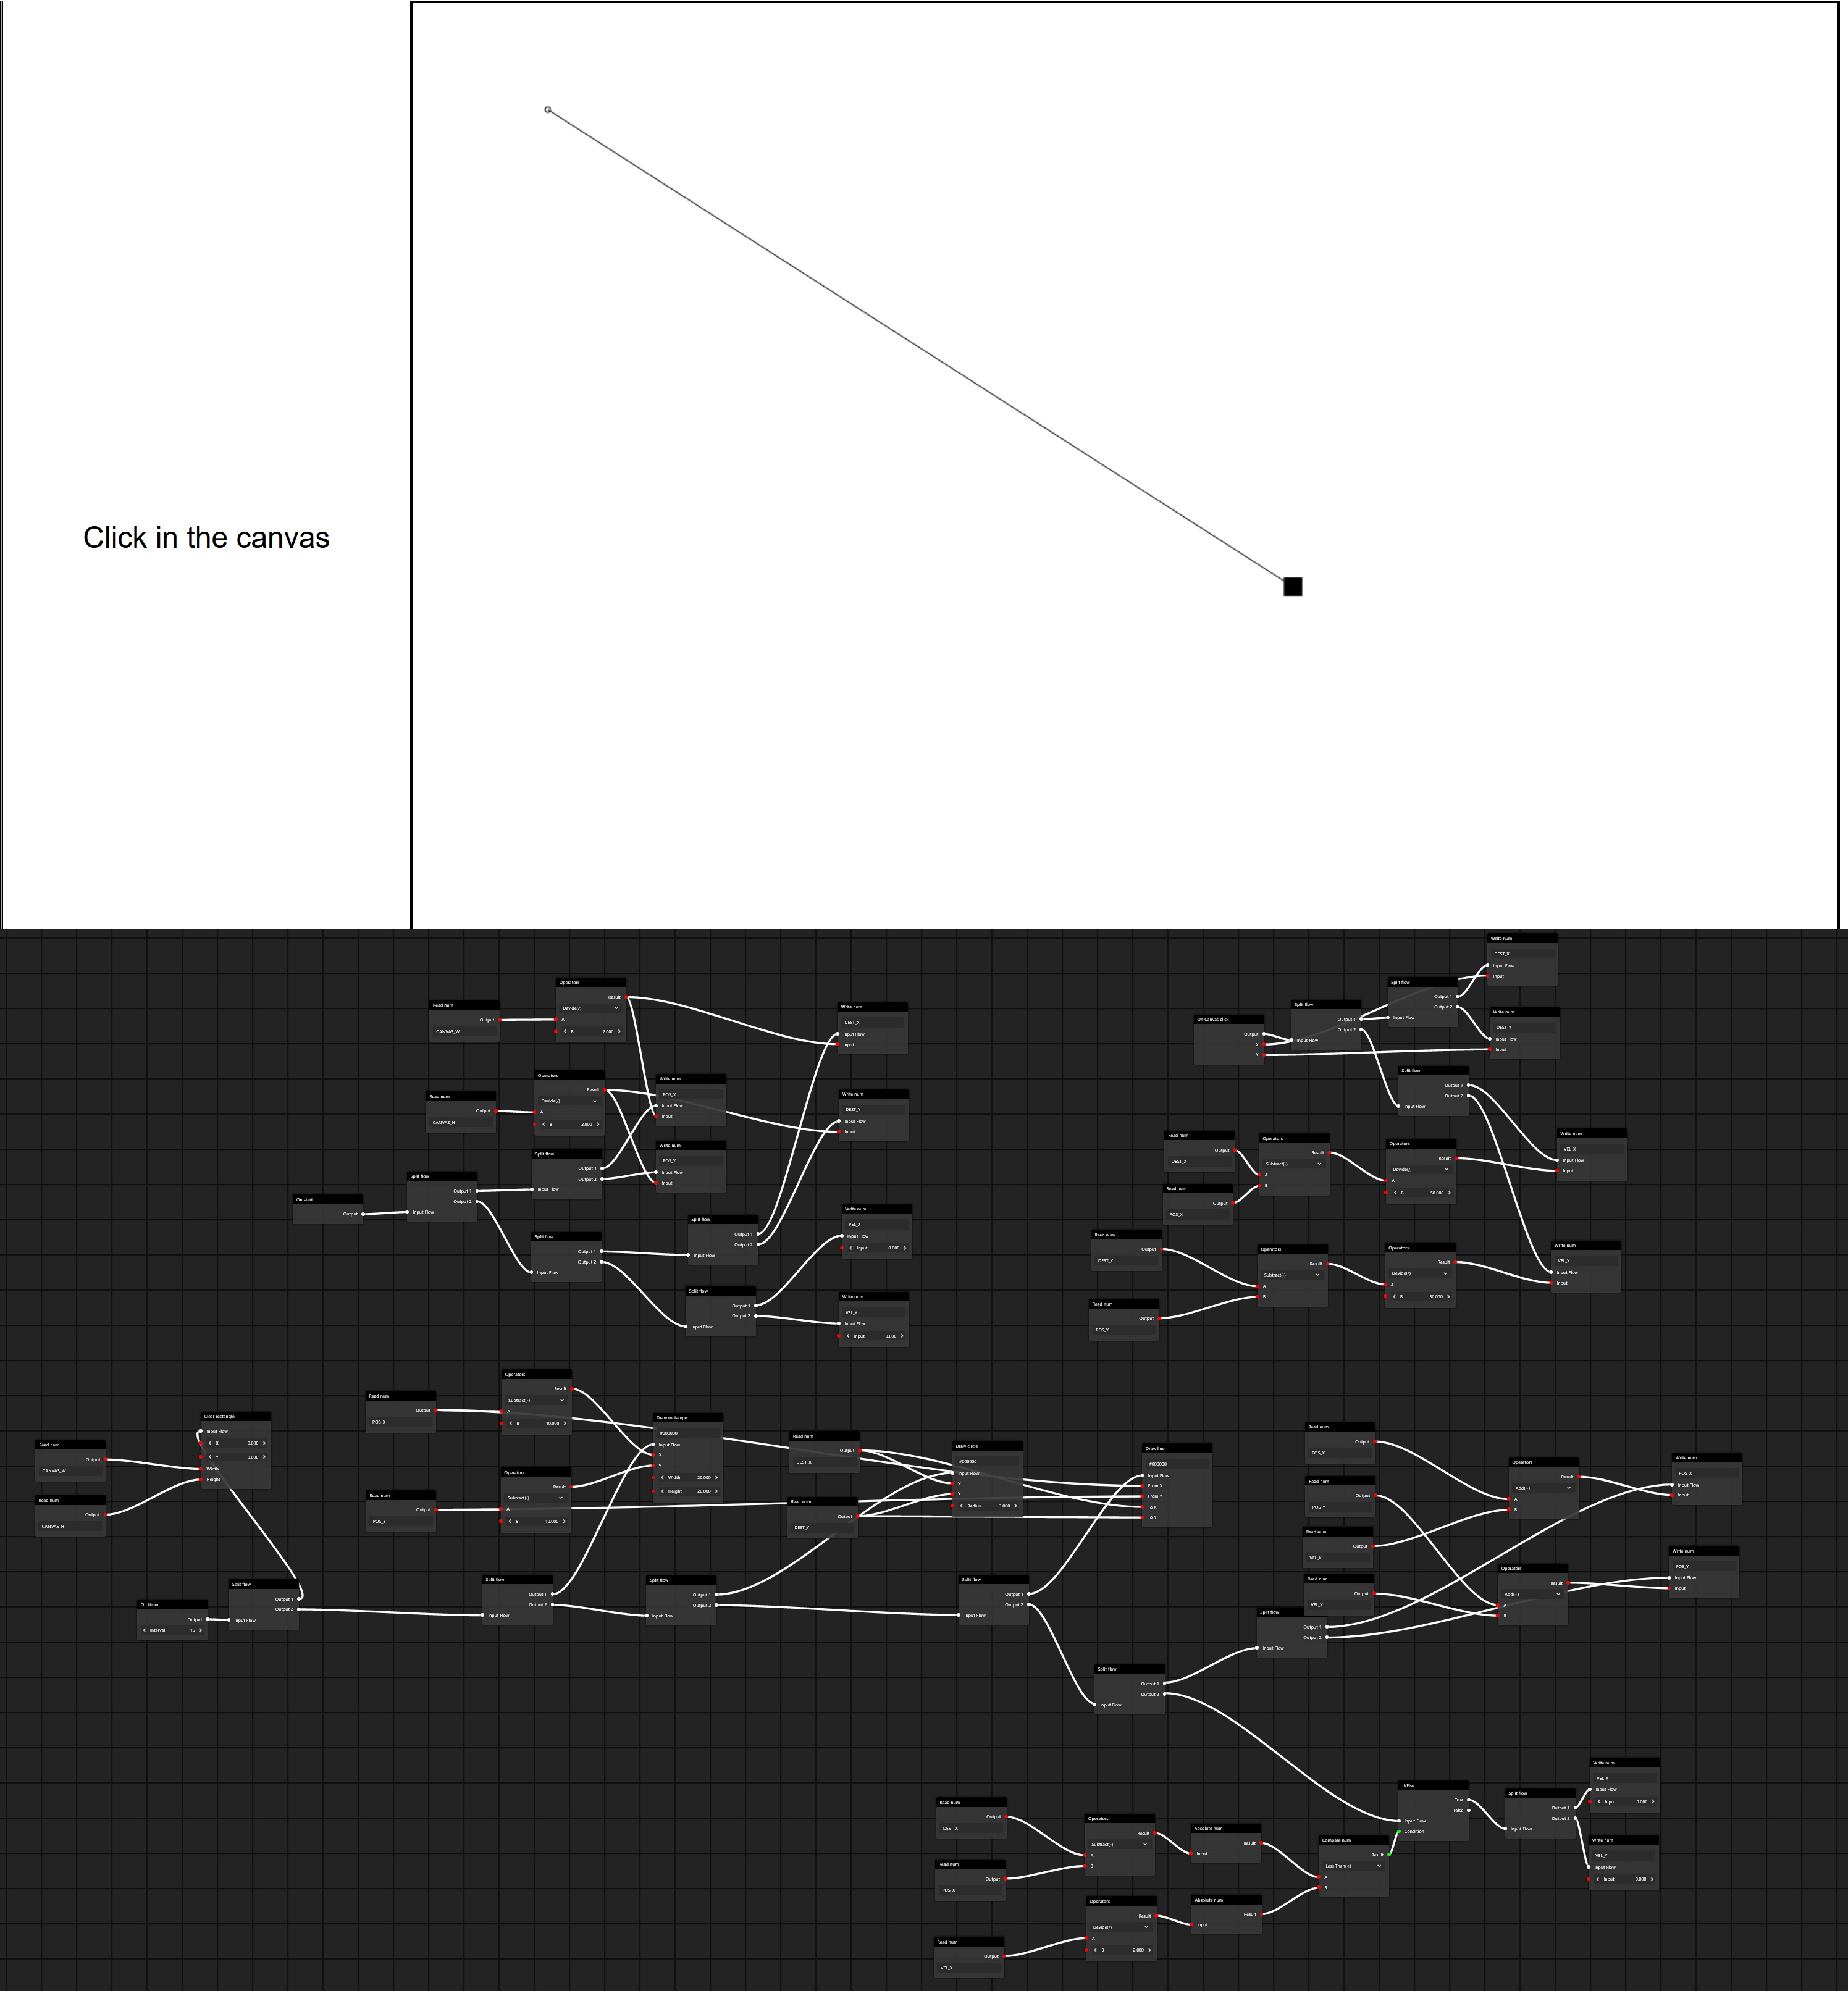 Click in the canvas
Write num
DEST_X
Input Flow
Input
Split flow
Output 1
Output 2
Input Flow
Write num
DEST_Y
Input Flow
Input
Split flow
Output 1
Output 2
Input Flow
On Canvas click
Output
X
Y
Split flow
Output 1
Output 2
Input Flow
Write num
VEL_X
Input Flow
Input
Read num
Output
DEST_X
Operators
Result
Subtract(-)
A
B
Operators
Result
Devide(/)
A
B 50.000
Read num
Output
POS_X
Read num
Output
DEST_Y
Operators
Result
Subtract(-)
A
B
Operators
Result
Devide(/)
A
B 50.000
Write num
VEL_Y
Input Flow
Input
Read num
Output
POS_Y
Operators
Result
Devide(/)
A
B 2.000
Read num
Output
CANVAS_W
Write num
DEST_X
Input Flow
Input
Operators
Result
Devide(/)
A
B 2.000
Read num
Output
CANVAS_H
Write num
POS_X
Input Flow
Input
Write num
DEST_Y
Input Flow
Input
Write num
POS_Y
Input Flow
Input
Split flow
Output 1
Output 2
Input Flow
Split flow
Output 1
Output 2
Input Flow
On start
Output
Split flow
Output 1
Output 2
Input Flow
Split flow
Output 1
Output 2
Input Flow
Write num
VEL_X
Input Flow
Input 0.000
Split flow
Output 1
Output 2
Input Flow
Write num
VEL_Y
Input Flow
Input 0.000
Clear rectangle
Input Flow
X 0.000
Y 0.000
Width
Height
Read num
Output
CANVAS_W
Read num
Output
CANVAS_H
Read num
Output
POS_X
Operators
Result
Subtract(-)
A
B 10.000
Read num
Output
POS_Y
Operators
Result
Subtract(-)
A
B 10.000
Draw rectangle
#000000
Input Flow
X
Y
Width 20.000
Height 20.000
Read num
Output
DEST_X
Read num
Output
DEST_Y
Draw circle
#000000
Input Flow
X
Y
Radius 3.000
Draw line
#000000
Input Flow
From X
From Y
To X
To Y
Read num
Output
POS_X
Read num
Output
POS_Y
Read num
Output
VEL_X
Read num
Output
VEL_Y
Operators
Result
Add(+)
A
B
Write num
POS_X
Input Flow
Input
Operators
Result
Add(+)
A
B
Write num
POS_Y
Input Flow
Input
On timer
Output
Interval 16
Split flow
Output 1
Output 2
Input Flow
Split flow
Output 1
Output 2
Input Flow
Split flow
Output 1
Output 2
Input Flow
Split flow
Output 1
Output 2
Input Flow
Split flow
Output 1
Output 2
Input Flow
Split flow
Output 1
Output 2
Input Flow
Read num
Output
DEST_X
Read num
Output
POS_X
Operators
Result
Subtract(-)
A
B
Absolute num
Result
Input
Operators
Result
Devide(/)
A
B 2.000
Read num
Output
VEL_X
Absolute num
Result
Input
Compare num
Result
Less Than(<)
A
B
If/Else
True
False
Input Flow
Condition
Split flow
Output 1
Output 2
Input Flow
Write num
VEL_X
Input Flow
Input 0.000
Write num
VEL_Y
Input Flow
Input 0.000